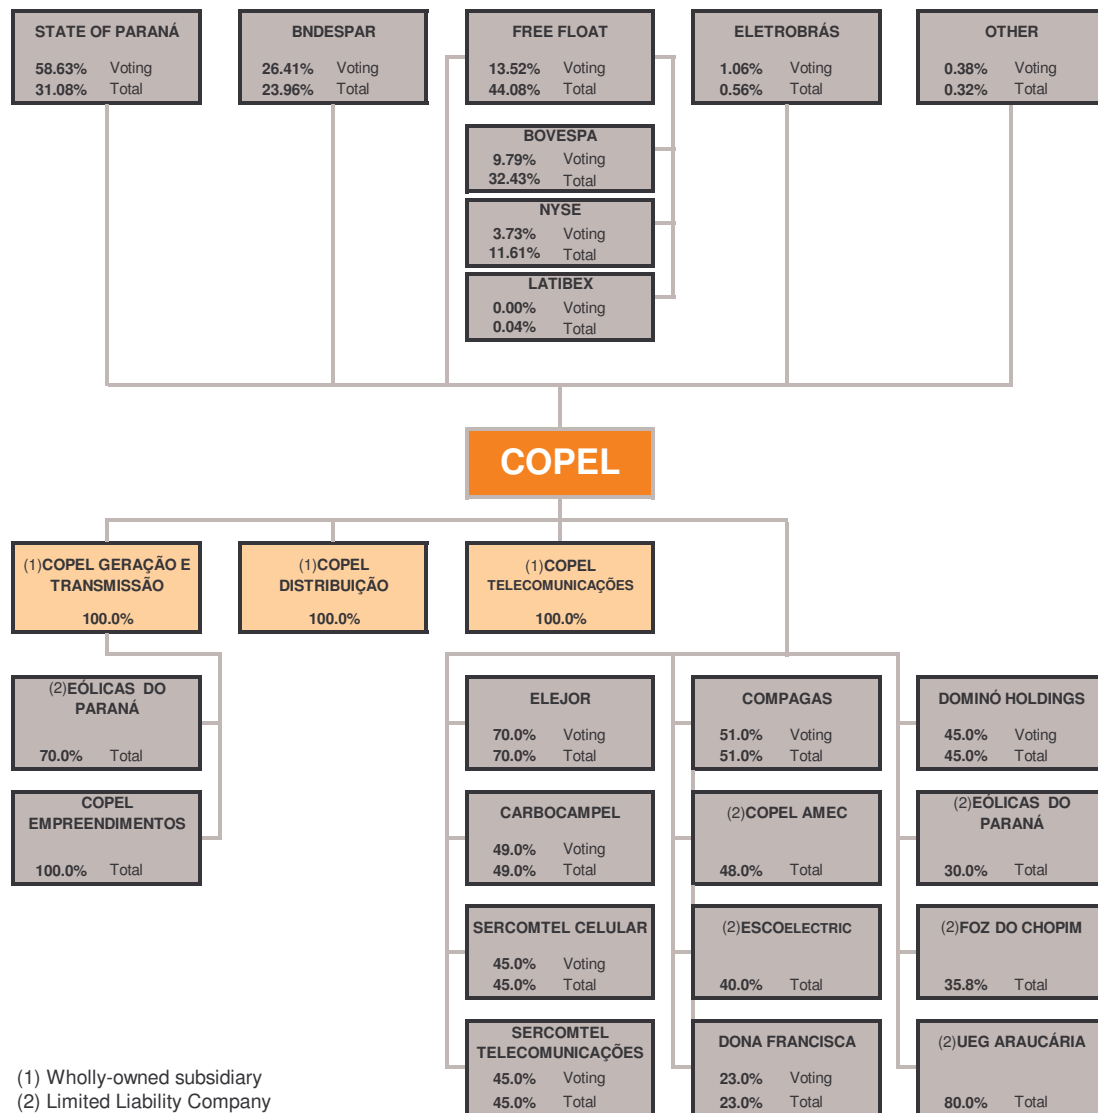 STATE OF PARANÁ
58.63% Voting
31.08% Total
BNDESPAR
26.41% Voting
23.96% Total
FREE FLOAT
13.52% Voting
44.08% Total
ELETROBRÁS
1.06% Voting
0.56% Total
OTHER
0.38% Voting
0.32% Total
BOVESPA
9.79% Voting
32.43% Total
NYSE
3.73% Voting
11.61% Total
LATIBEX
0.00% Voting
0.04% Total
COPEL
(1)COPEL GERAÇÃO E
TRANSMISSÃO
100.0%
(1)COPEL
DISTRIBUIÇÃO
100.0%
(1)COPEL
TELECOMUNICAÇÕES
100.0%
(2)EÓLICAS DO
PARANÁ
70.0% Total
COPEL
EMPREENDIMENTOS
100.0% Total
ELEJOR
70.0% Voting
70.0% Total
COMPAGAS
51.0% Voting
51.0% Total
DOMINÓ HOLDINGS
45.0% Voting
45.0% Total
CARBOCAMPEL
49.0% Voting
49.0% Total
(2)COPEL AMEC
48.0% Total
(2)EÓLICAS DO
PARANÁ
30.0% Total
SERCOMTEL CELULAR
45.0% Voting
45.0% Total
(2)ESCOELECTRIC
40.0% Total
(2)FOZ DO CHOPIM
35.8% Total
SERCOMTEL
TELECOMUNICAÇÕES
45.0% Voting
45.0% Total
DONA FRANCISCA
23.0% Voting
23.0% Total
(2)UEG ARAUCÁRIA
80.0% Total
(1) Wholly-owned subsidiary
(2) Limited Liability Company